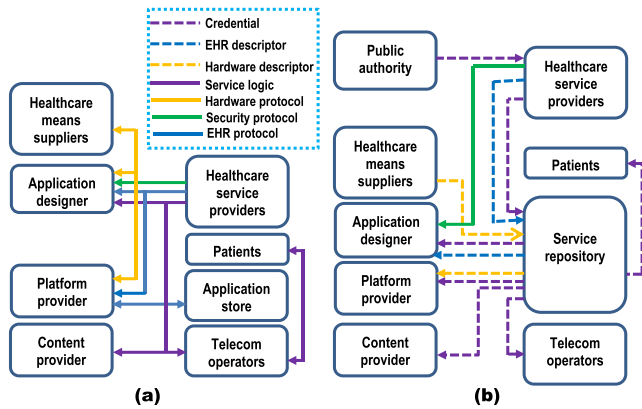 Credential
EHR descriptor
Hardware descriptor
Service logic
Hardware protocol
Security protocol
EHR protocol
Healthcare
means
suppliers
Application
designer
Healthcare
service
providers
Patients
Platform
provider
Application
store
Content
provider
Telecom
operators
(a)
Public
authority
Healthcare
service
providers
Healthcare
means
suppliers
Patients
Application
designer
Service
repository
Platform
provider
Content
provider
Telecom
operators
(b)